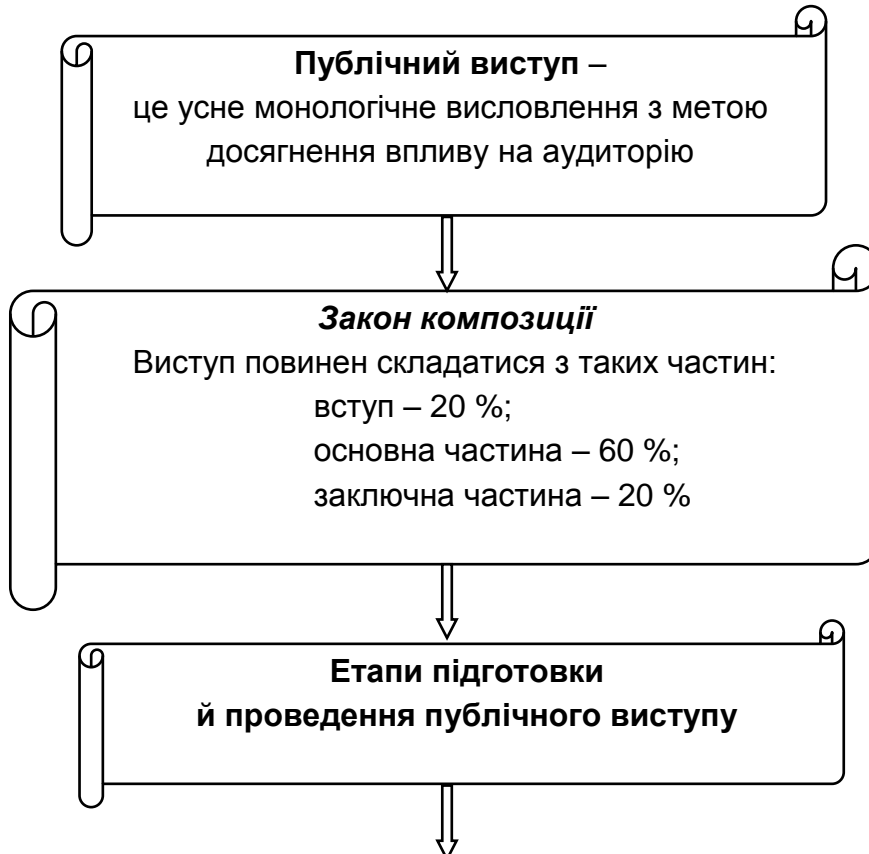 Публічний виступ –
це усне монологічне висловлення з метою
досягнення впливу на аудиторію
Закон композиції
Виступ повинен складатися з таких частин:
вступ – 20 %;
основна частина – 60 %;
заключна частина – 20 %
Етапи підготовки
й проведення публічного виступу